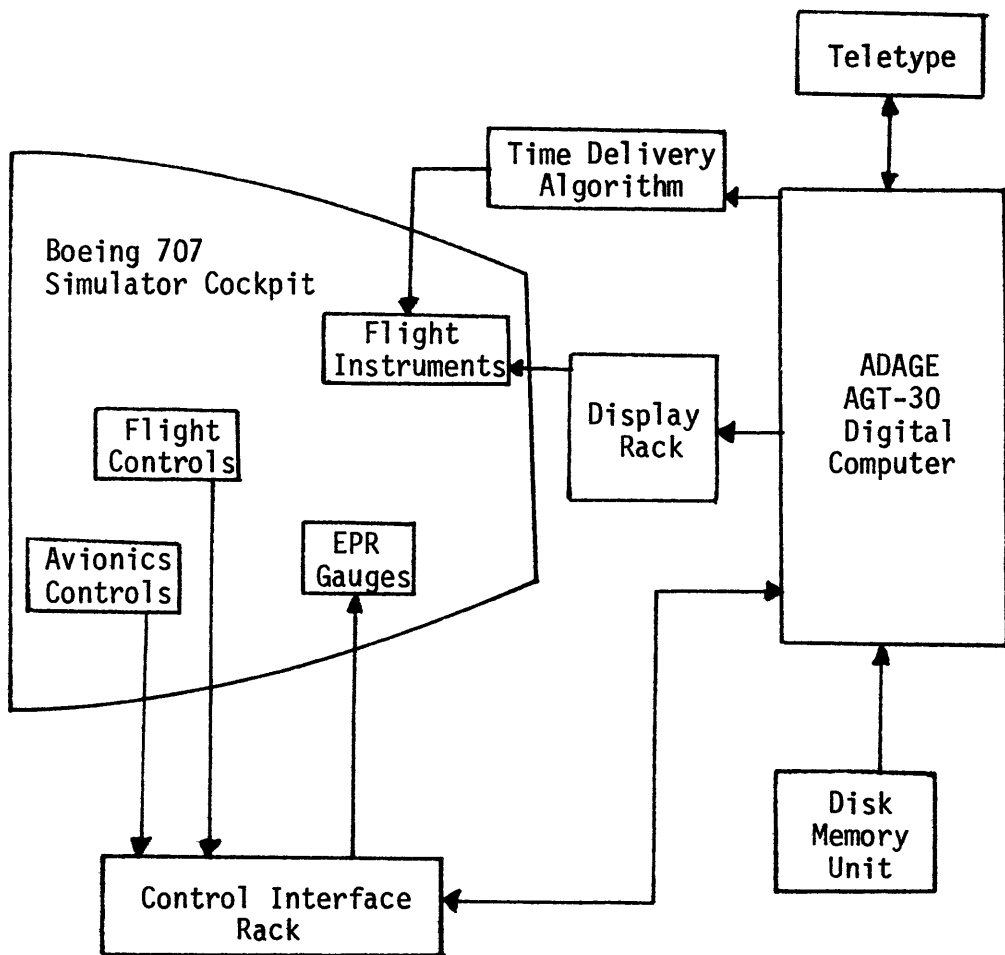 Teletype
Time Delivery
Algorithm
Boeing 707
Simulator Cockpit
Flight
Instruments
ADAGE
AGT-30
Digital
Computer
Display
Rack
Flight
Controls
EPR
Gauges
Avionics
Controls
Disk
Memory
Unit
Control Interface
Rack